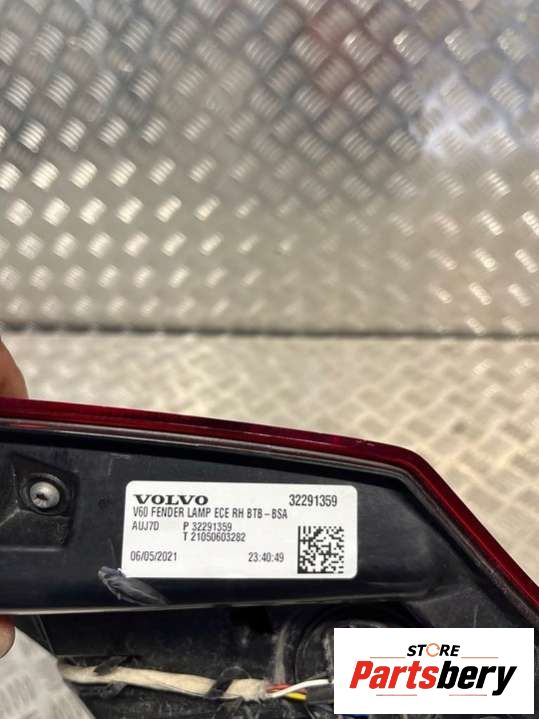 VOLVO 32291359
V60 FENDER LAMP ECE RH BTB-BSA
AUJ7D P 32291359
T 21050603282
06/05/2021 23:40:49
STORE
Partsbery